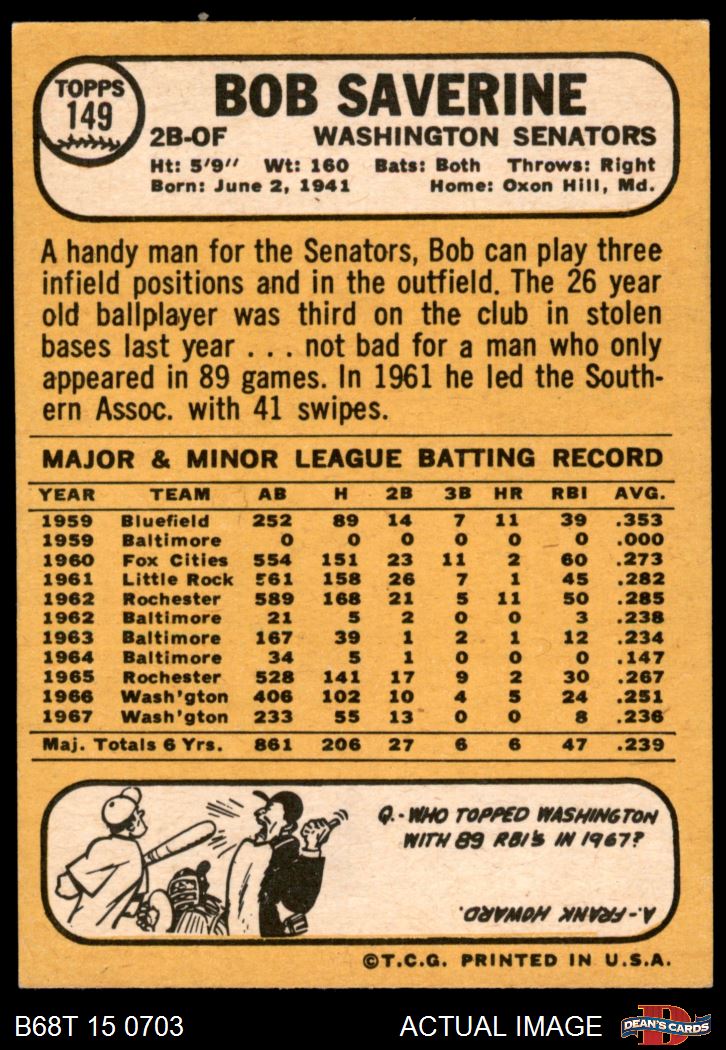 TOPPS
149
BOB SAVERINE
2B-OF WASHINGTON SENATORS
Ht: 5'9" Wt: 160 Bats: Both Throws: Right
Born: June 2, 1941 Home: Oxon Hill, Md.
A handy man for the Senators, Bob can play three
infield positions and in the outfield. The 26 year
old ballplayer was third on the club in stolen
bases last year . . . not bad for a man who only
appeared in 89 games. In 1961 he led the South-
ern Assoc. with 41 swipes.
MAJOR & MINOR LEAGUE BATTING RECORD
YEAR TEAM AB H 2B 3B HR RBI AVG.
1959 Bluefield 252 89 14 7 11 39 .353
1959 Baltimore 0 0 0 0 0 0 .000
1960 Fox Cities 554 151 23 11 2 60 .273
1961 Little Rock 561 158 26 7 1 45 .282
1962 Rochester 589 168 21 5 11 50 .285
1962 Baltimore 21 5 2 0 0 3 .238
1963 Baltimore 167 39 1 2 1 12 .234
1964 Baltimore 34 5 1 0 0 0 .147
1965 Rochester 528 141 17 9 2 30 .267
1966 Wash'gton 406 102 10 4 5 24 .251
1967 Wash'gton 233 55 13 0 0 8 .236
Maj. Totals 6 Yrs. 861 206 27 6 6 47 .239
Q.-WHO TOPPED WASHINGTON
WITH 89 RBI'S IN 1967?
A.-FRANK HOWARD.
©T.C.G. PRINTED IN U.S.A.
B68T 15 0703 ACTUAL IMAGE
D
DEAN'S CARDS